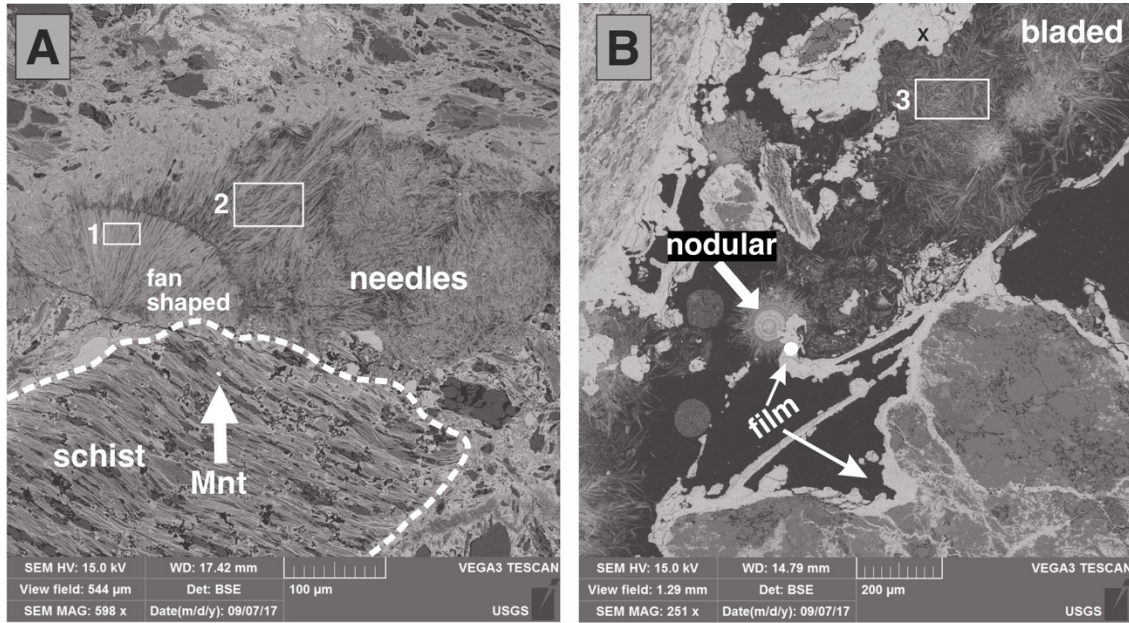 A
1
2
fan
shaped
needles
schist
Mnt
SEM HV: 15.0 kV
WD: 17.42 mm
VEGA3 TESCAN
View field: 544 µm
Det: BSE
100 µm
SEM MAG: 598 x
Date(m/d/y): 09/07/17
USGS
B
x
bladed
3
nodular
film
SEM HV: 15.0 kV
WD: 14.79 mm
VEGA3 TESCAN
View field: 1.29 mm
Det: BSE
200 µm
SEM MAG: 251 x
Date(m/d/y): 09/07/17
USGS